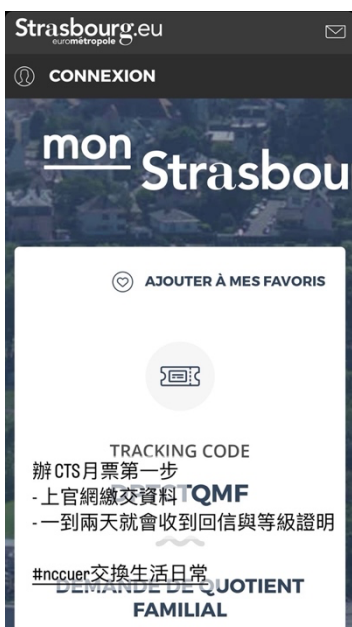 Strasbourg.eu
eurométropole
CONNEXION
mon
Strasbou
AJOUTER À MES FAVORIS
TRACKING CODE
辦CTS月票第一步
-上官網繳交資料
QMF
-一到兩天就會收到回信與等級證明
#nccuer交換生活日常
DEMANDE DE QUOTIENT
FAMILIAL